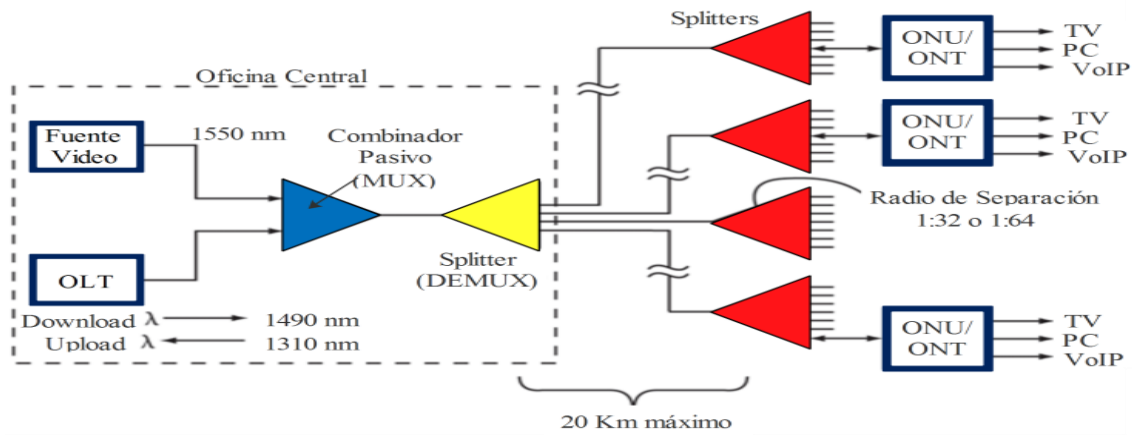 Oficina Central
Fuente
Video
1550 nm
Combinador
Pasivo
(MUX)
OLT
Download λ
1490 nm
Upload λ
1310 nm
Splitter
(DEMUX)
Splitters
ONU/
ONT
TV
PC
VoIP
ONU/
ONT
TV
PC
VoIP
Radio de Separación
1:32 o 1:64
ONU/
ONT
TV
PC
VoIP
20 Km máximo